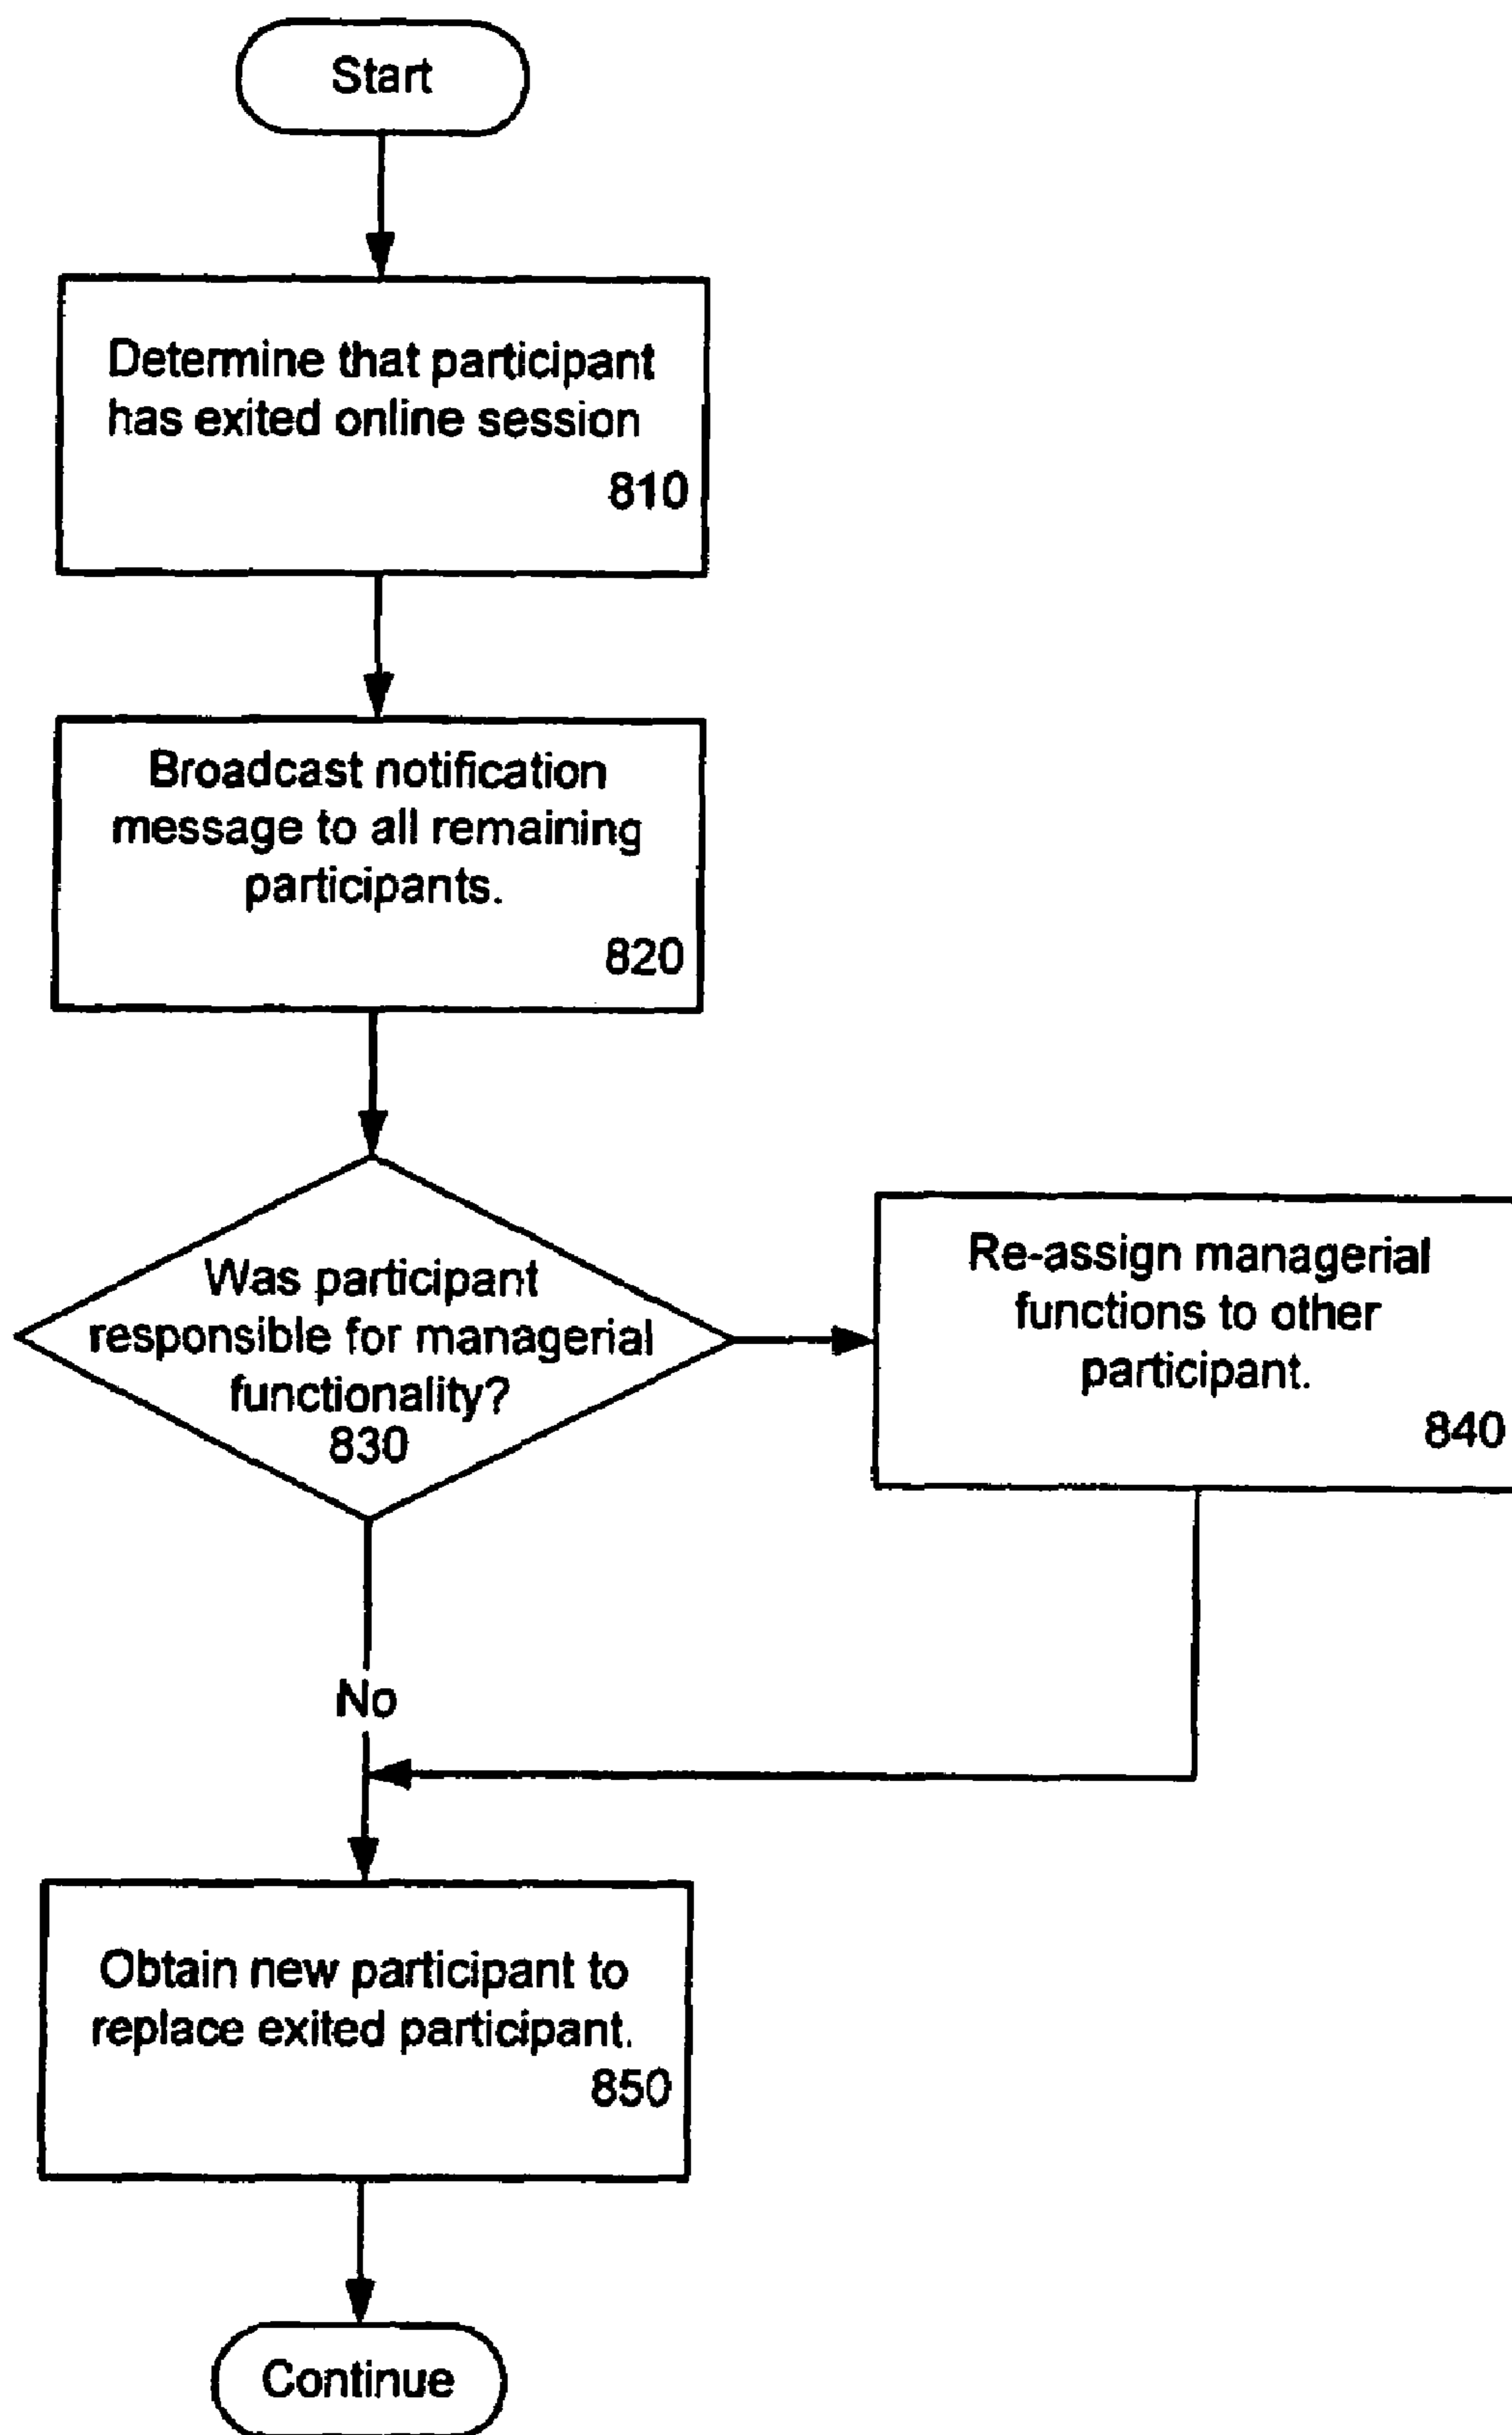 Start
Determine that participant
has exited online session
810
Broadcast notification
message to all remaining
participants.
820
Was participant
responsible for managerial
functionality?
830
Re-assign managerial
functions to other
participant.
840
No
Obtain new participant to
replace exited participant.
850
Continue